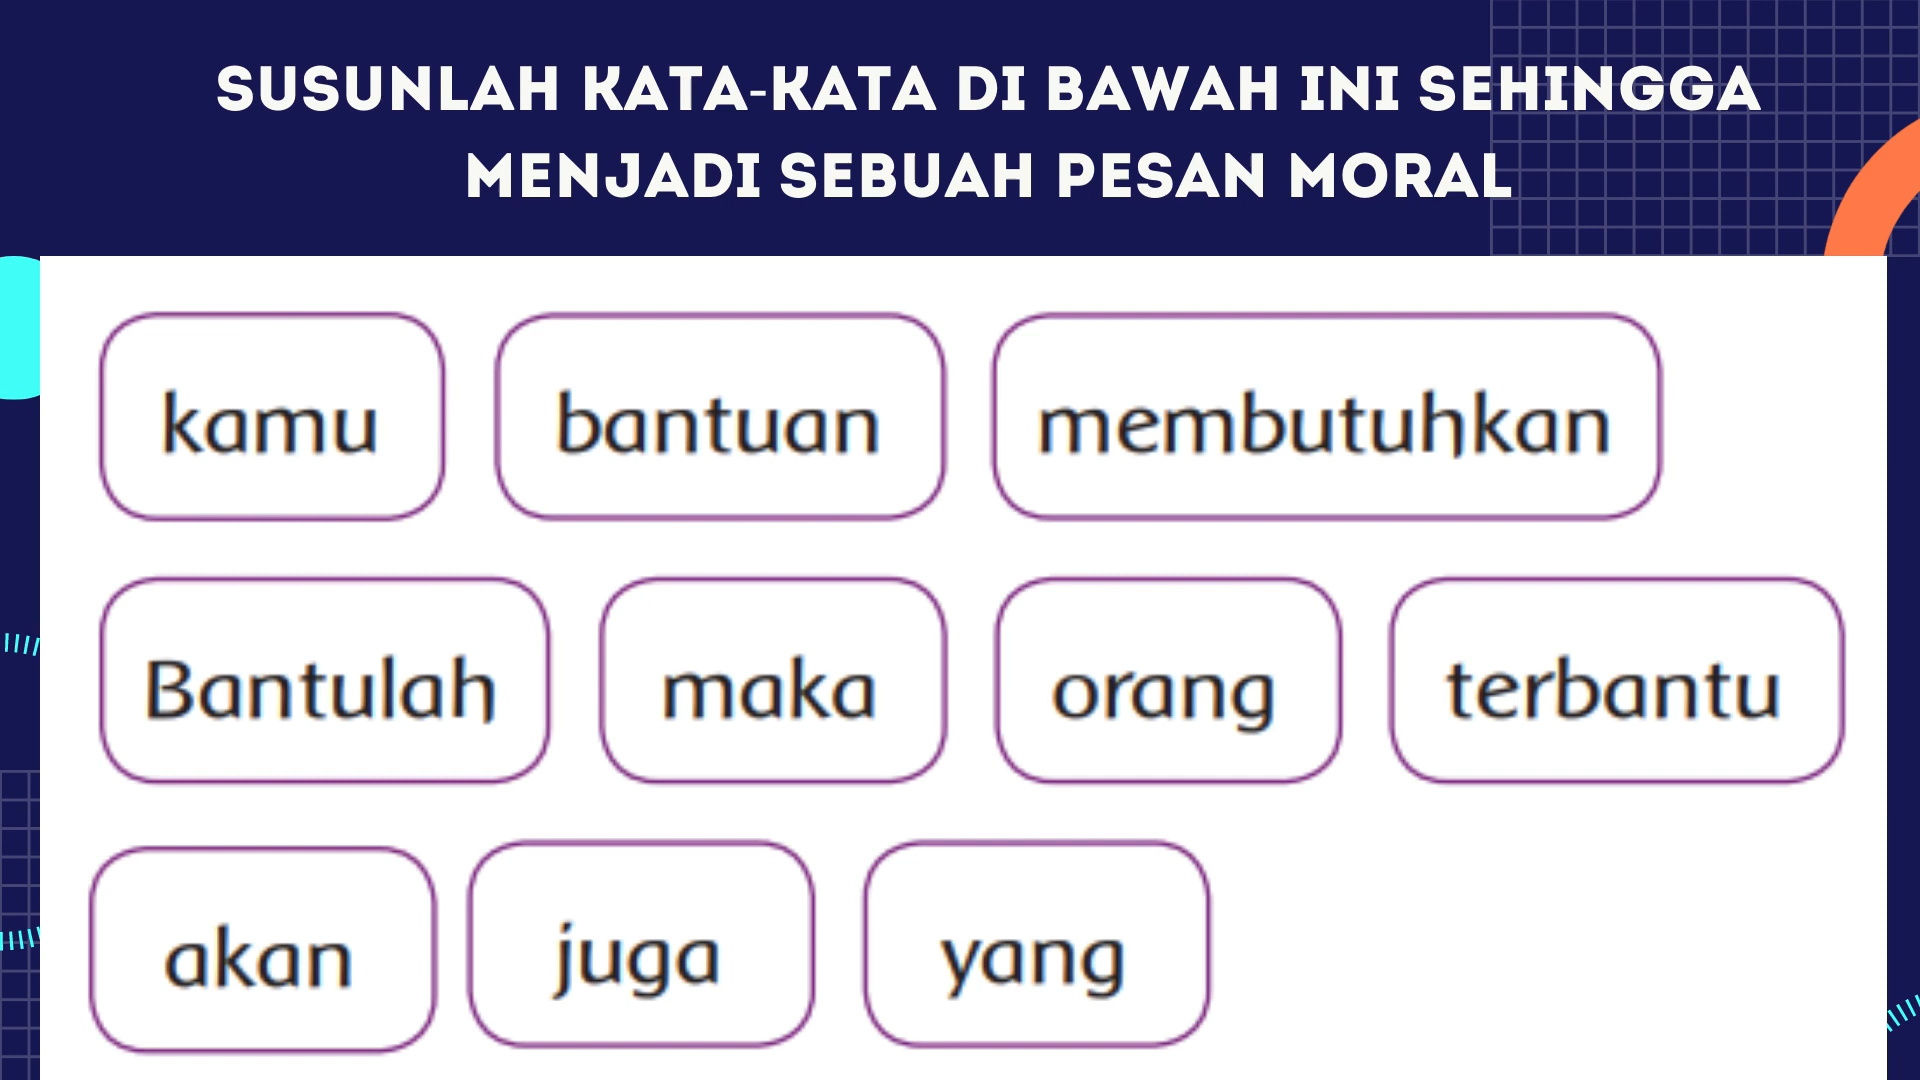 SUSUNLAH KATA-KATA DI BAWAH INI SEHINGGA
MENJADI SEBUAH PESAN MORAL
kamu bantuan membutuhkan
Bantulah maka orang terbantu
akan juga yang